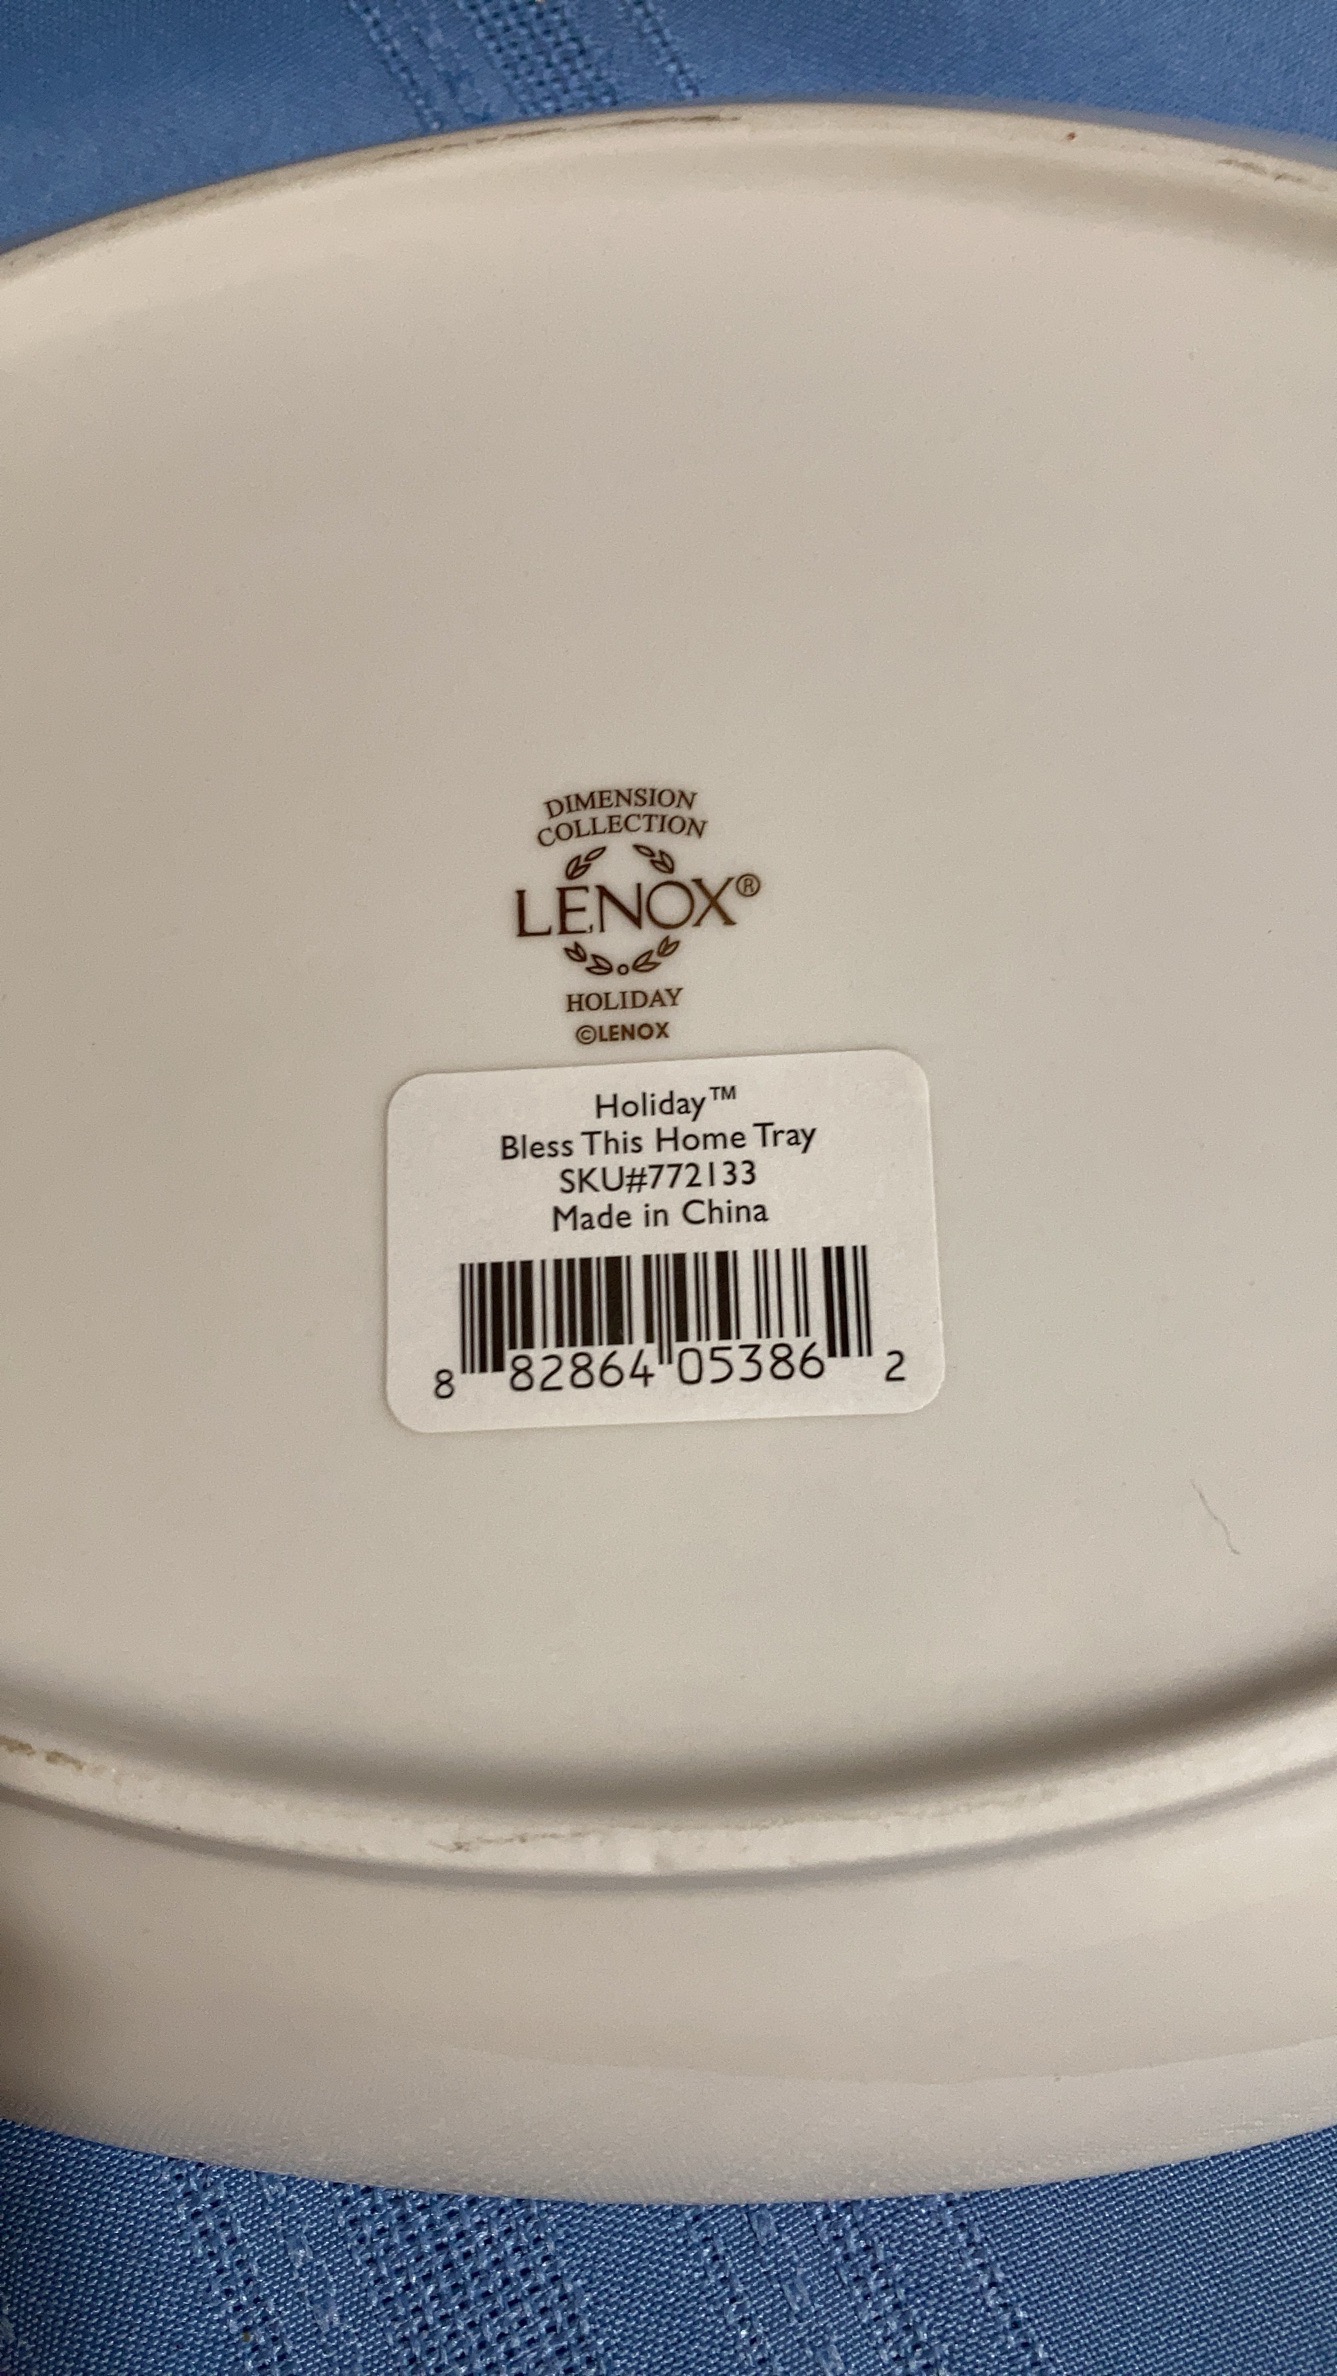 DIMENSION
COLLECTION
LENOX®
HOLIDAY
©LENOX
Holiday™
Bless This Home Tray
SKU#772133
Made in China
8 82864 05386 2